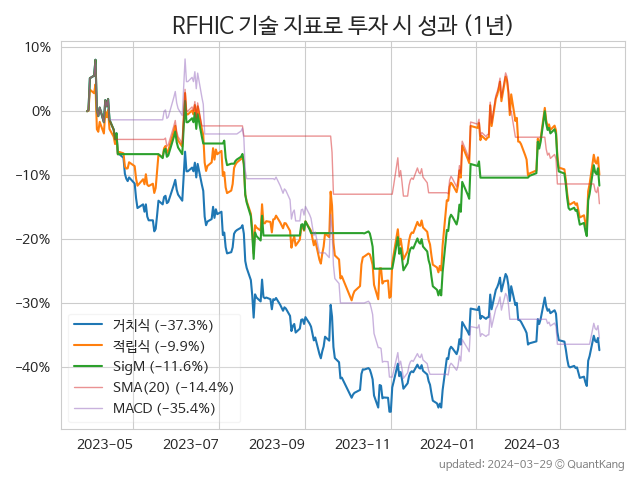 RFHIC 기술 지표로 투자 시 성과 (1년)
10%
0%
−10%
−20%
−30%
−40%
거치식 (−37.3%)
적립식 (−9.9%)
SigM (−11.6%)
SMA(20) (−14.4%)
MACD (−35.4%)
2023−05 2023−07 2023−09 2023−11 2024−01 2024−03
updated: 2024−03−29 © QuantKang